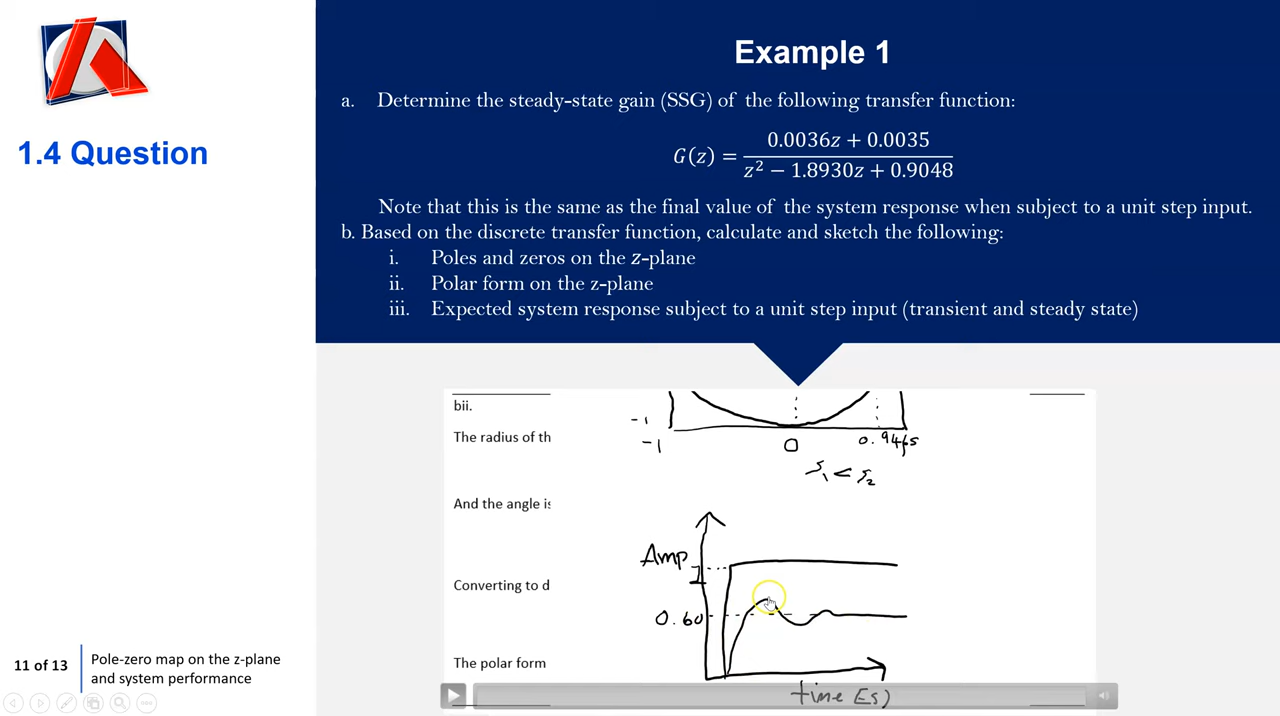 Example 1
a. Determine the steady-state gain (SSG) of the following transfer function:
G(z) = (0.0036z + 0.0035) / (z² − 1.8930z + 0.9048)
1.4 Question
Note that this is the same as the final value of the system response when subject to a unit step input.
b. Based on the discrete transfer function, calculate and sketch the following:
i. Poles and zeros on the z-plane
ii. Polar form on the z-plane
iii. Expected system response subject to a unit step input (transient and steady state)
bii.
-1
The radius of th
-1
0
0.9465
ζ₁ < ζ₂
And the angle is
Amp
1
Converting to d
0.60
The polar form
time (s)
11 of 13
Pole-zero map on the z-plane
and system performance